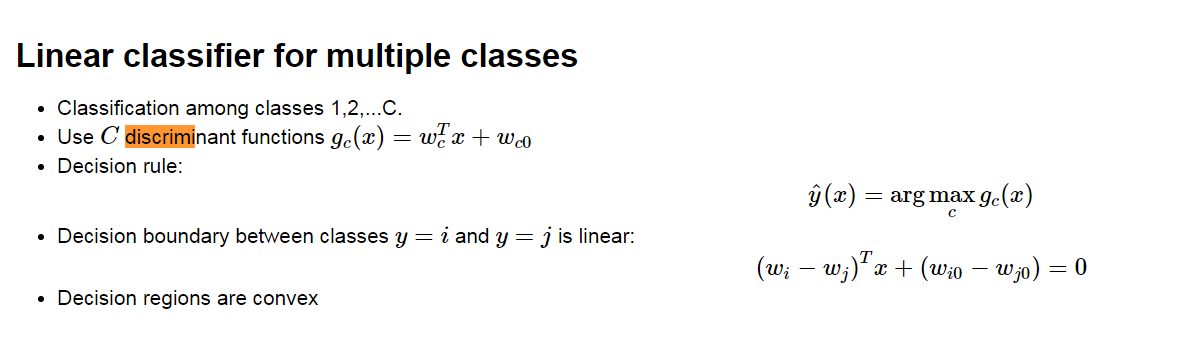 Linear classifier for multiple classes
• Classification among classes 1,2,...C.
• Use C discriminant functions g_c(x) = w_c^T x + w_{c0}
• Decision rule:
ŷ(x) = arg max_c g_c(x)
• Decision boundary between classes y = i and y = j is linear:
(w_i − w_j)^T x + (w_{i0} − w_{j0}) = 0
• Decision regions are convex